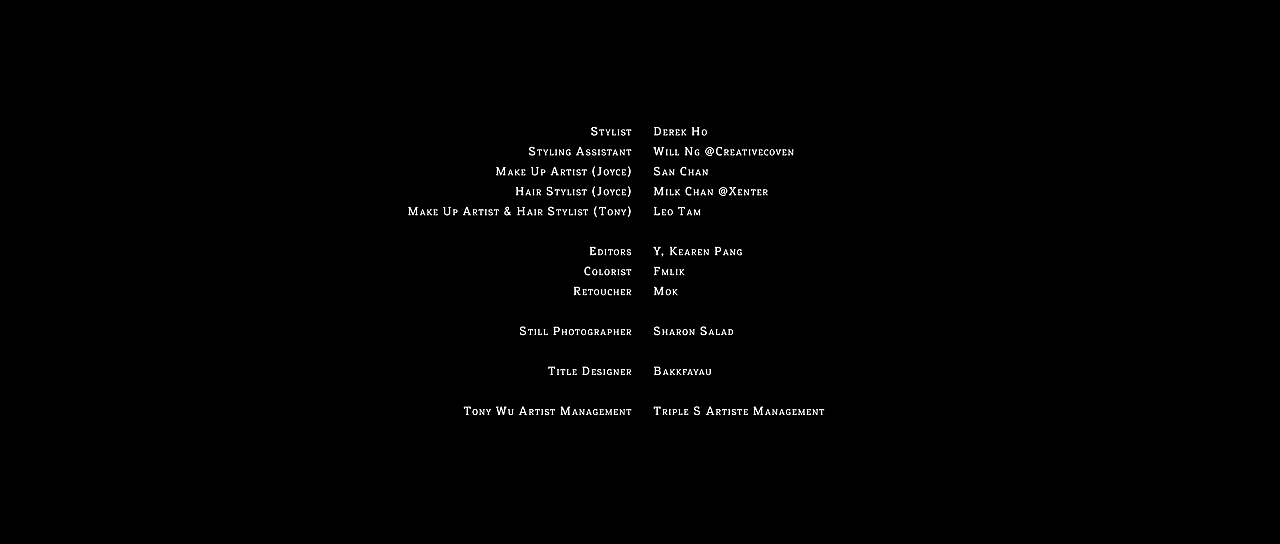 Stylist Derek Ho
Styling Assistant Will Ng @Creativecoven
Make Up Artist (Joyce) San Chan
Hair Stylist (Joyce) Milk Chan @Xenter
Make Up Artist & Hair Stylist (Tony) Leo Tam
Editors Y, Kearen Pang
Colorist Fmlik
Retoucher Mok
Still Photographer Sharon Salad
Title Designer Bakkfayau
Tony Wu Artist Management Triple S Artiste Management